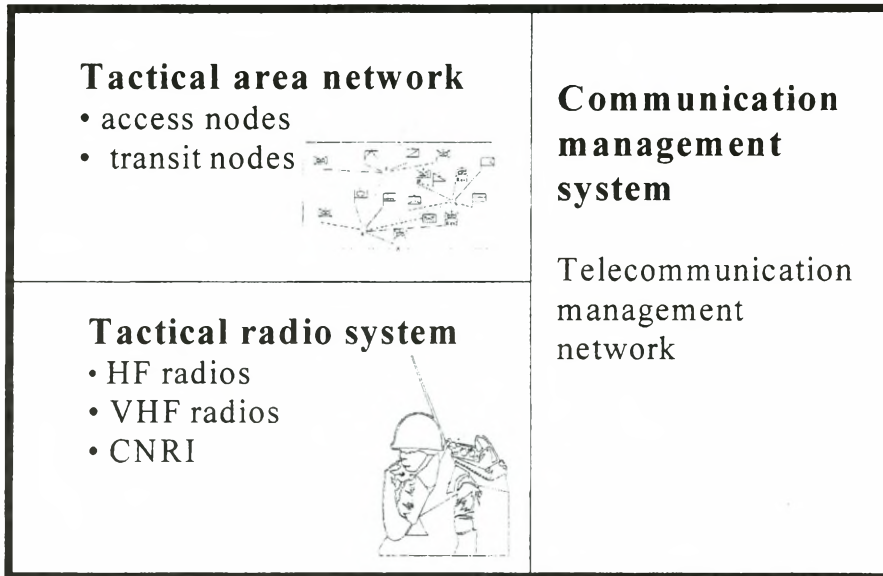 Tactical area network
• access nodes
• transit nodes
Tactical radio system
• HF radios
• VHF radios
• CNRI
Communication
management
system
Telecommunication
management
network